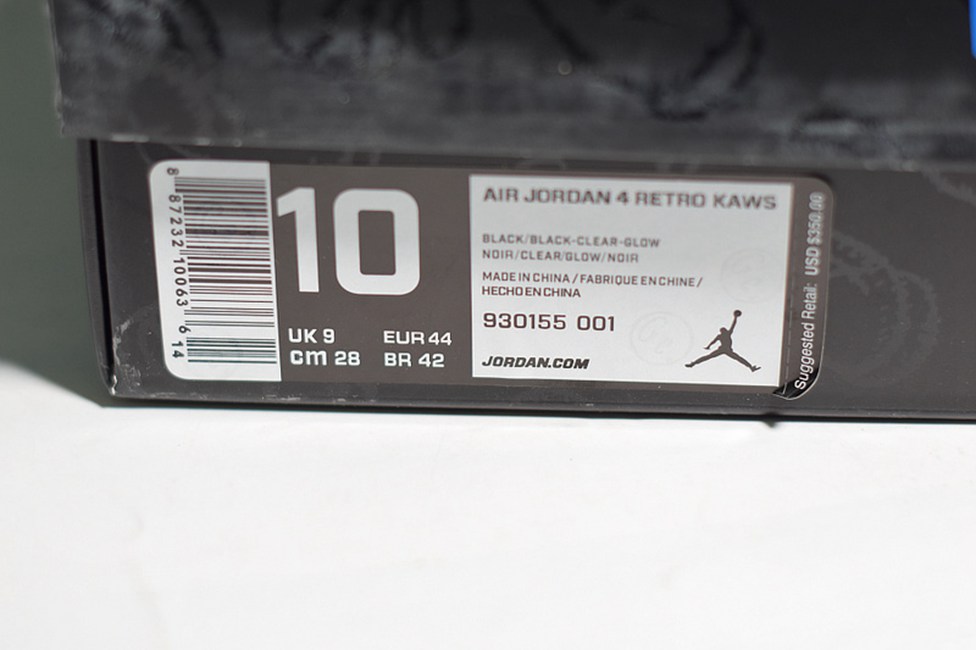 8 87232 10063 6 14
10
UK 9 EUR 44
cm 28 BR 42
AIR JORDAN 4 RETRO KAWS
BLACK/BLACK-CLEAR-GLOW
NOIR/CLEAR/GLOW/NOIR
MADE IN CHINA / FABRIQUE EN CHINE /
HECHO EN CHINA
930155 001
JORDAN.COM
Suggested Retail: USD $350.00